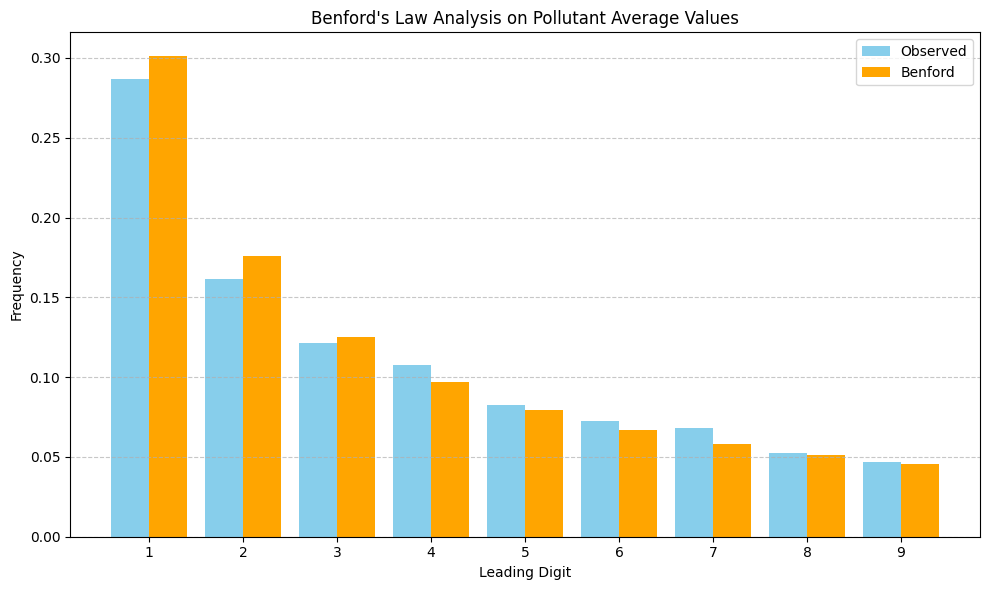 Benford's Law Analysis on Pollutant Average Values
Observed
Benford
Frequency
0.30
0.25
0.20
0.15
0.10
0.05
0.00
1 2 3 4 5 6 7 8 9
Leading Digit